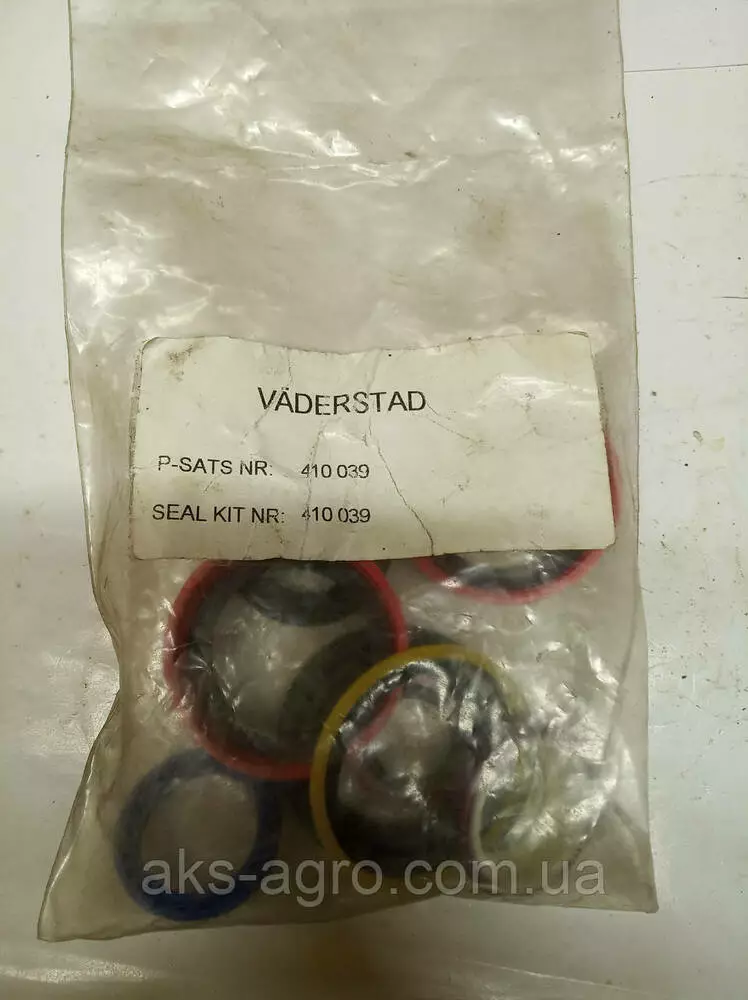 VÄDERSTAD
P-SATS NR: 410 039
SEAL KIT NR: 410 039
aks-agro.com.ua